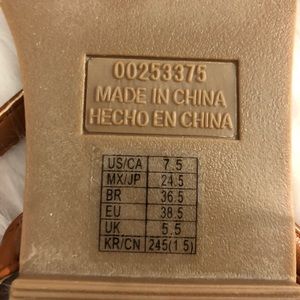 00253375
MADE IN CHINA
HECHO EN CHINA
US/CA 7.5
MX/JP 24.5
BR 36.5
EU 38.5
UK 5.5
KR/CN 245(1.5)